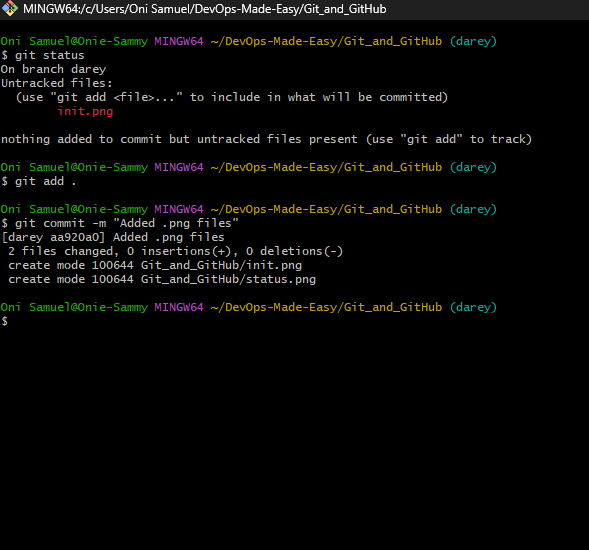 MINGW64:/c/Users/Oni Samuel/DevOps-Made-Easy/Git_and_GitHub
Oni Samuel@Onie-Sammy MINGW64 ~/DevOps-Made-Easy/Git_and_GitHub (darey)
$ git status
On branch darey
Untracked files:
  (use "git add <file>..." to include in what will be committed)
        init.png
nothing added to commit but untracked files present (use "git add" to track)
Oni Samuel@Onie-Sammy MINGW64 ~/DevOps-Made-Easy/Git_and_GitHub (darey)
$ git add .
Oni Samuel@Onie-Sammy MINGW64 ~/DevOps-Made-Easy/Git_and_GitHub (darey)
$ git commit -m "Added .png files"
[darey aa920a0] Added .png files
 2 files changed, 0 insertions(+), 0 deletions(-)
 create mode 100644 Git_and_GitHub/init.png
 create mode 100644 Git_and_GitHub/status.png
Oni Samuel@Onie-Sammy MINGW64 ~/DevOps-Made-Easy/Git_and_GitHub (darey)
$